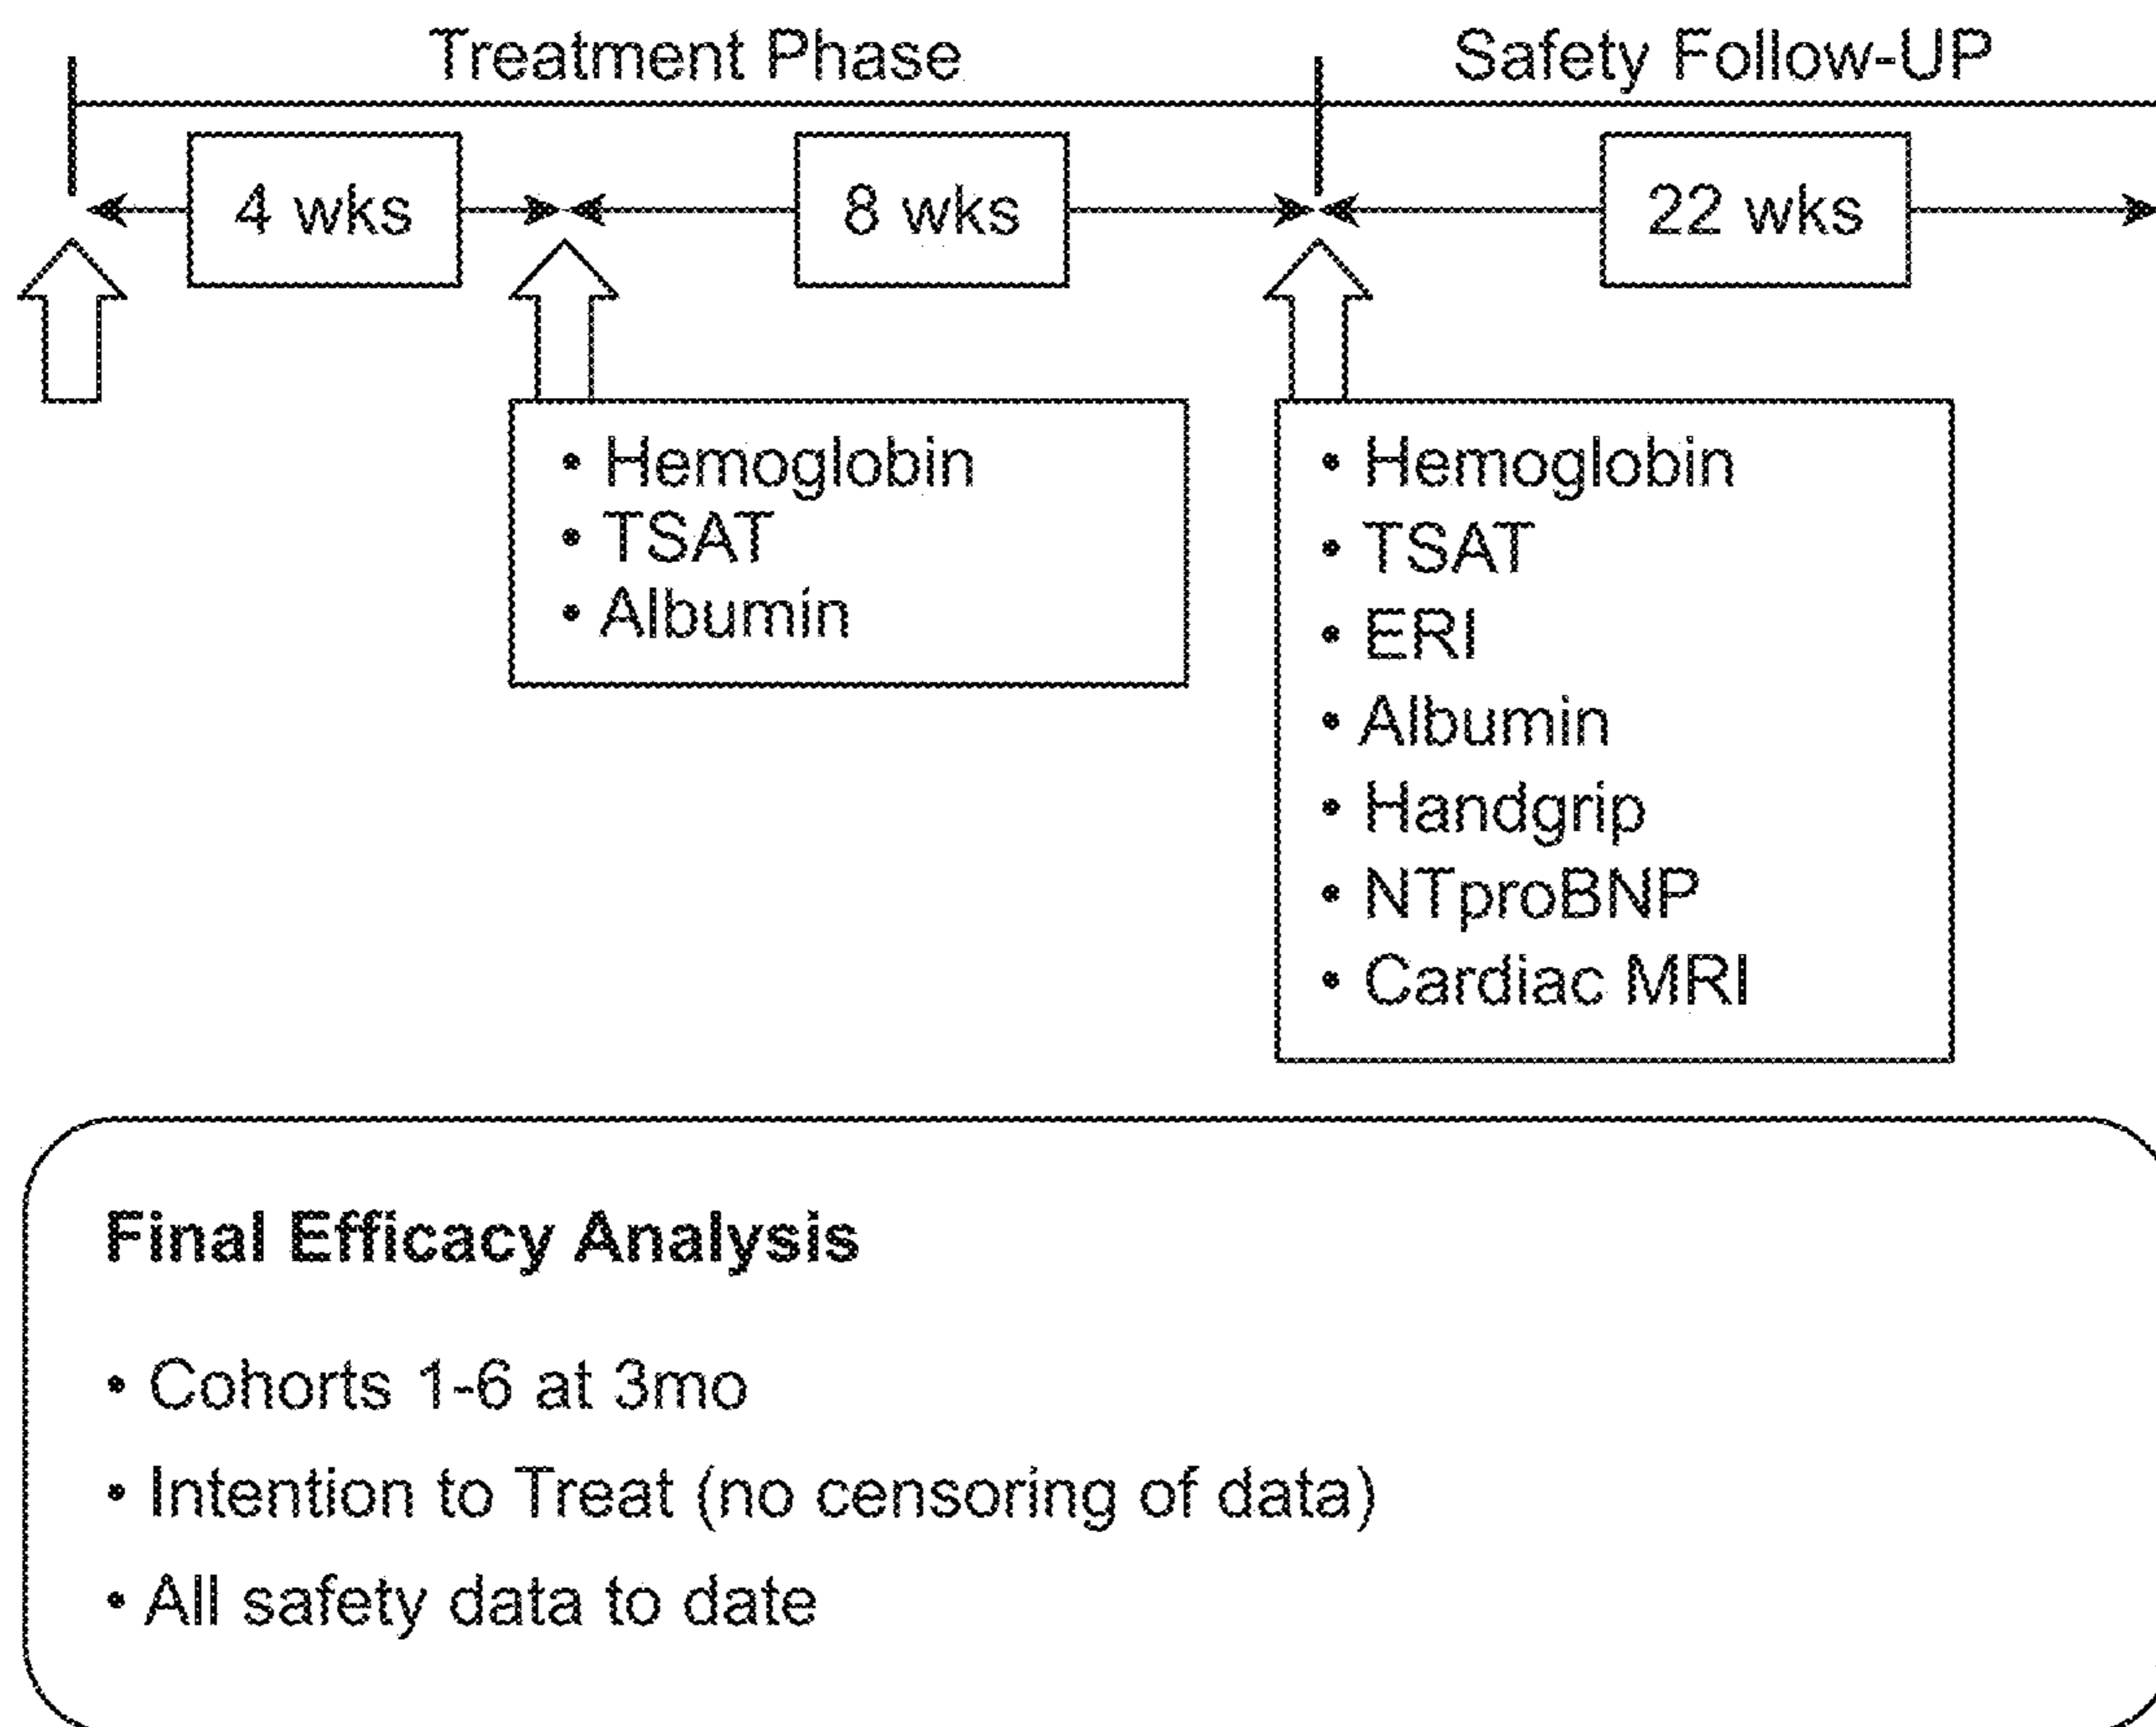 Treatment Phase
Safety Follow-UP
4 wks
8 wks
22 wks
• Hemoglobin
• TSAT
• Albumin
• Hemoglobin
• TSAT
• ERI
• Albumin
• Handgrip
• NTproBNP
• Cardiac MRI
Final Efficacy Analysis
• Cohorts 1-6 at 3mo
• Intention to Treat (no censoring of data)
• All safety data to date